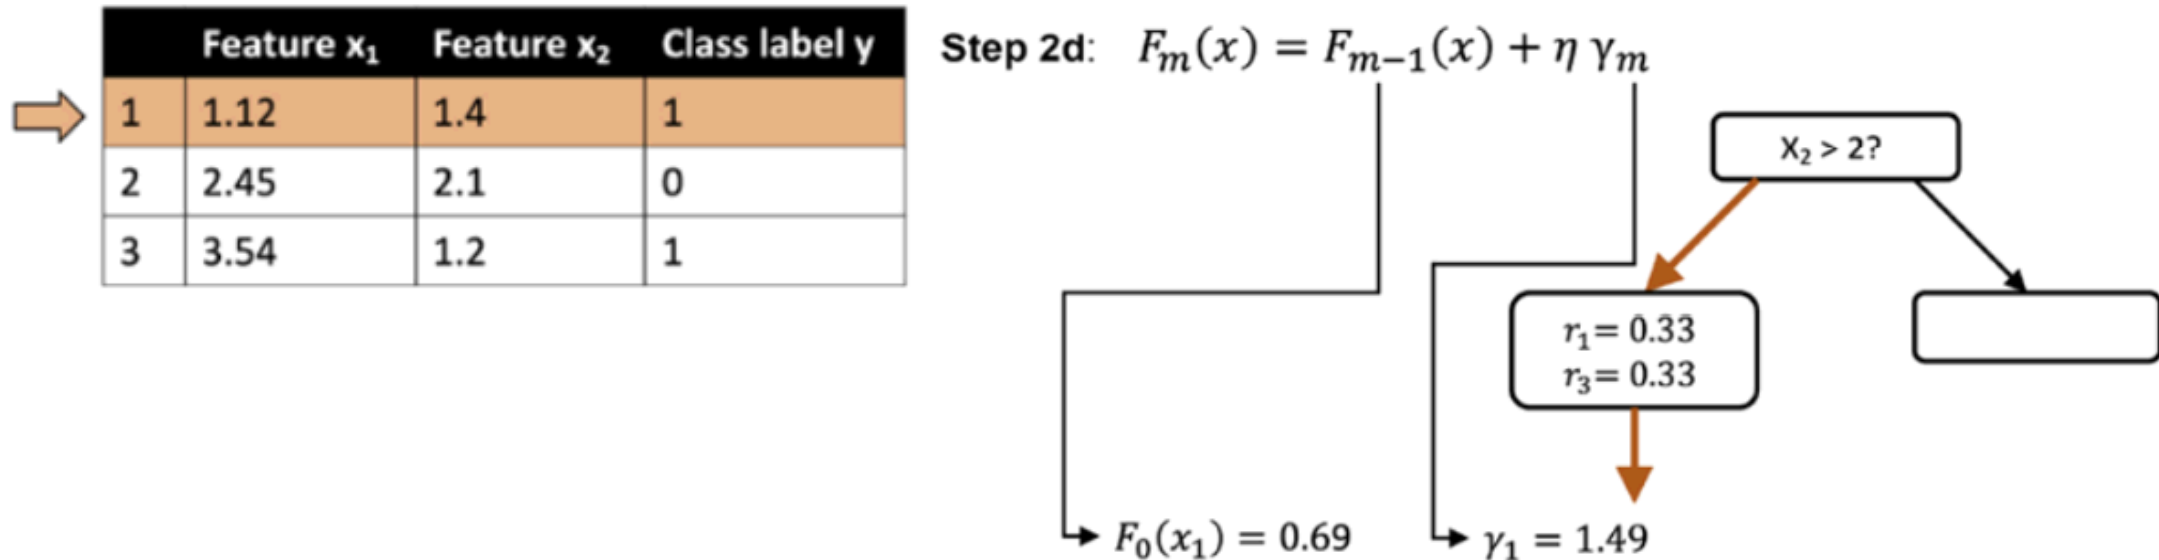 Feature x₁ Feature x₂ Class label y
1 1.12 1.4 1
2 2.45 2.1 0
3 3.54 1.2 1
Step 2d: Fₘ(x) = Fₘ₋₁(x) + η γₘ
X₂ > 2?
r₁= 0.33
r₃= 0.33
F₀(x₁) = 0.69
γ₁ = 1.49